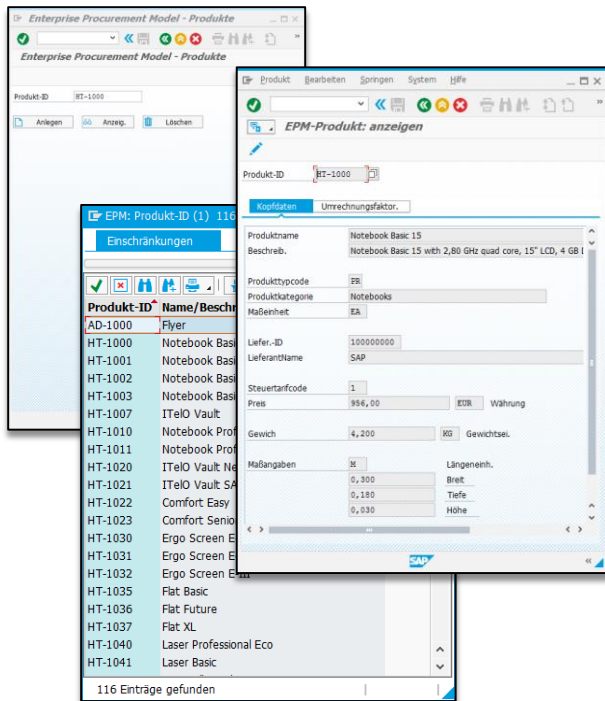 Enterprise Procurement Model - Produkte
Enterprise Procurement Model - Produkte
Produkt-ID HT-1000
Anlegen Anzeig. Löschen
Produkt Bearbeiten Springen System Hilfe
EPM-Produkt: anzeigen
Produkt-ID HT-1000
Kopfdaten Umrechnungsfaktor.
Produktname Notebook Basic 15
Beschreib. Notebook Basic 15 with 2,80 GHz quad core, 15" LCD, 4 GB
Produkttypcode PR
Produktkategorie Notebooks
Maßeinheit EA
Liefer.-ID 100000000
LieferantName SAP
Steuertarifcode 1
Preis 956,00 EUR Währung
Gewich 4,200 KG Gewichtsei.
Maßangaben M Längeneinh.
0,300 Breit
0,180 Tiefe
0,030 Höhe
SAP
EPM: Produkt-ID (1) 116
Einschränkungen
Produkt-ID Name/Beschr
AD-1000 Flyer
HT-1000 Notebook Basi
HT-1001 Notebook Basi
HT-1002 Notebook Basi
HT-1003 Notebook Basi
HT-1007 ITelO Vault
HT-1010 Notebook Prof
HT-1011 Notebook Prof
HT-1020 ITelO Vault Ne
HT-1021 ITelO Vault SA
HT-1022 Comfort Easy
HT-1023 Comfort Senio
HT-1030 Ergo Screen E
HT-1031 Ergo Screen E
HT-1032 Ergo Screen E-III
HT-1035 Flat Basic
HT-1036 Flat Future
HT-1037 Flat XL
HT-1040 Laser Professional Eco
HT-1041 Laser Basic
116 Einträge gefunden